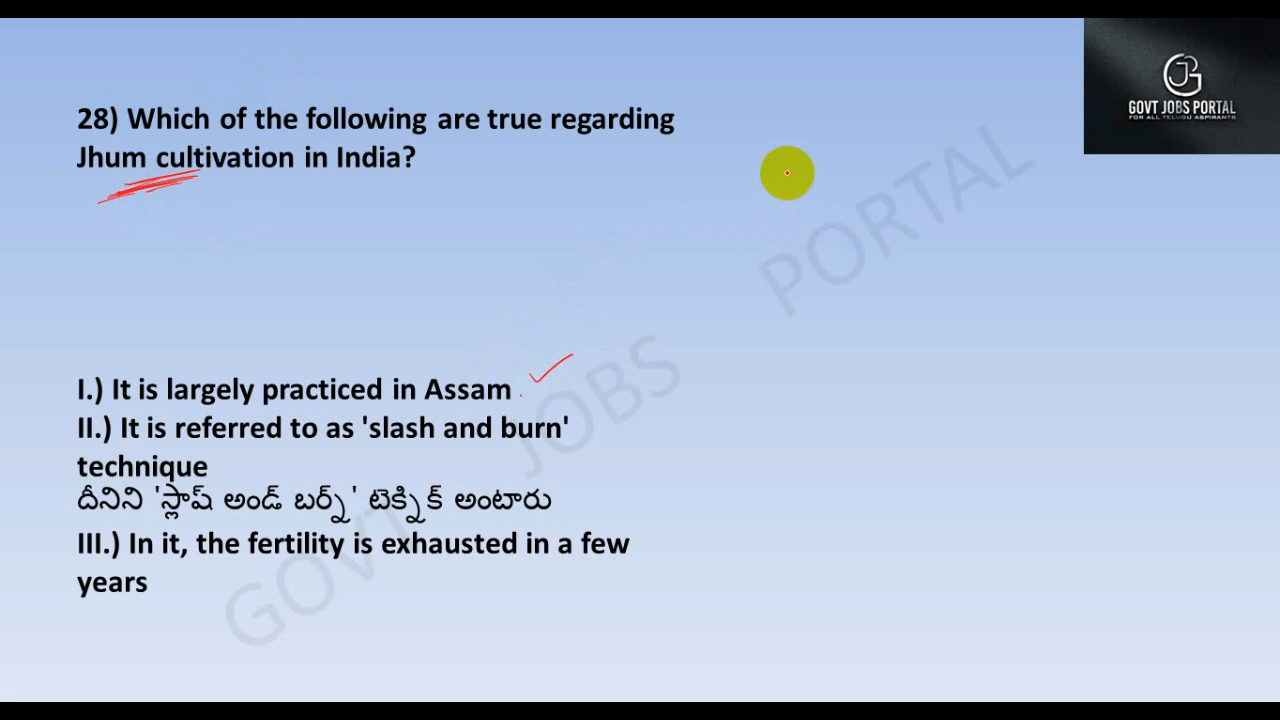 GOVT JOBS PORTAL
FOR ALL TELUGU ASPIRANTS
28) Which of the following are true regarding
Jhum cultivation in India?
I.) It is largely practiced in Assam
II.) It is referred to as 'slash and burn'
technique
దీనిని 'స్లాష్ అండ్ బర్న్' టెక్నిక్ అంటారు
III.) In it, the fertility is exhausted in a few
years
GOVT JOBS PORTAL